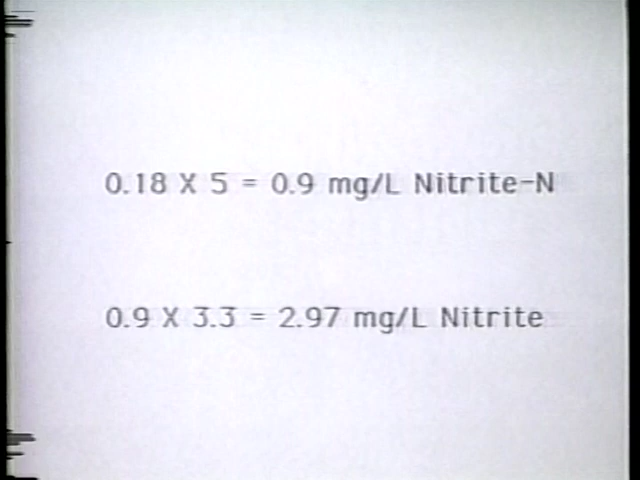 0.18 X 5 = 0.9 mg/L Nitrite-N
0.9 X 3.3 = 2.97 mg/L Nitrite